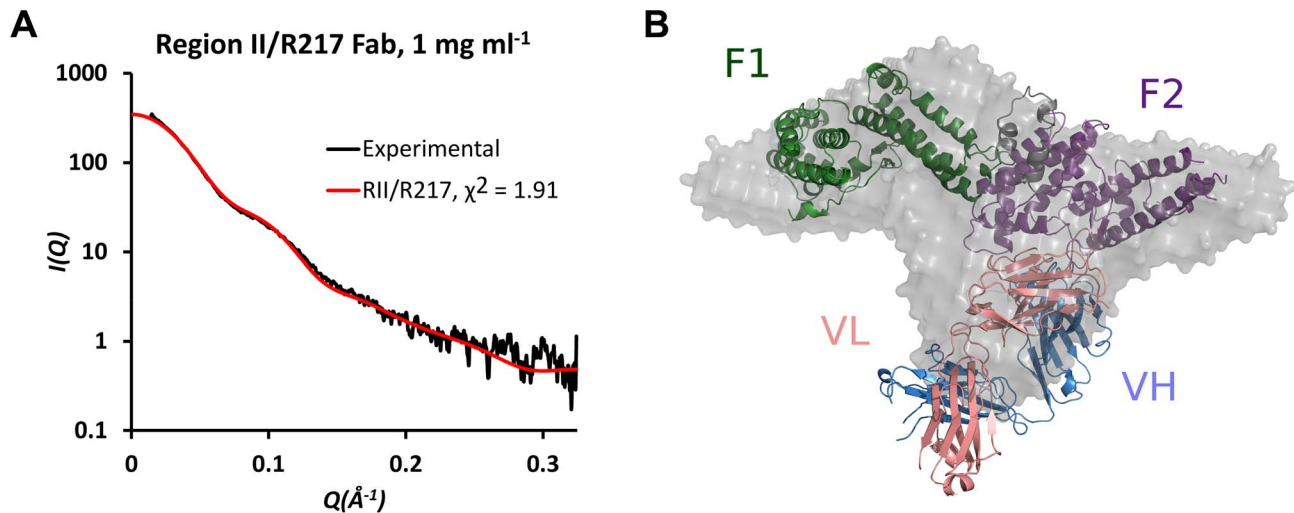 A
Region II/R217 Fab, 1 mg ml⁻¹
1000
100
10
1
0.1
I(Q)
Experimental
RII/R217, χ² = 1.91
0
0.1
0.2
0.3
Q(Å⁻¹)
B
F1
F2
VL
VH